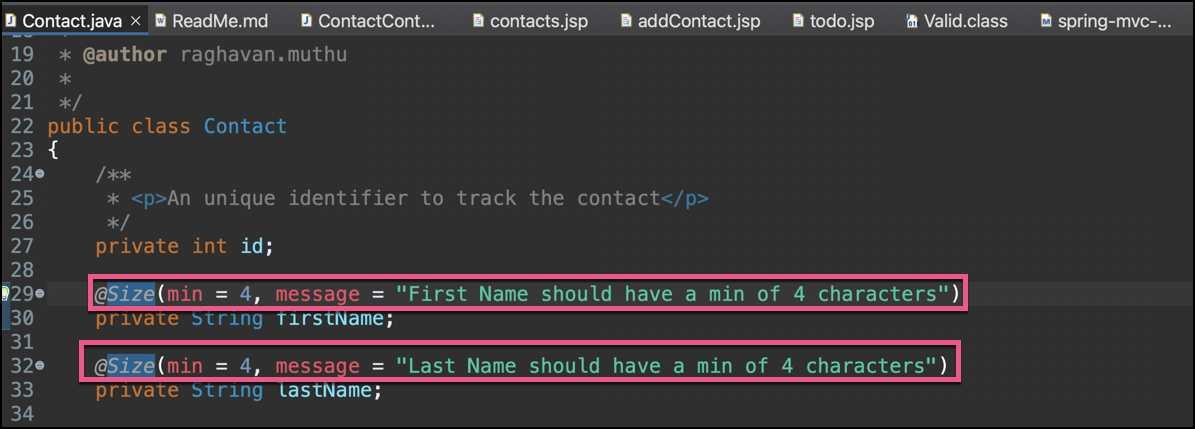 Contact.java ReadMe.md ContactCont... contacts.jsp addContact.jsp todo.jsp Valid.class spring-mvc-...
19 * @author raghavan.muthu
20 *
21 */
22 public class Contact
23 {
24 /**
25 * <p>An unique identifier to track the contact</p>
26 */
27 private int id;
28
29 @Size(min = 4, message = "First Name should have a min of 4 characters")
30 private String firstName;
31
32 @Size(min = 4, message = "Last Name should have a min of 4 characters")
33 private String lastName;
34